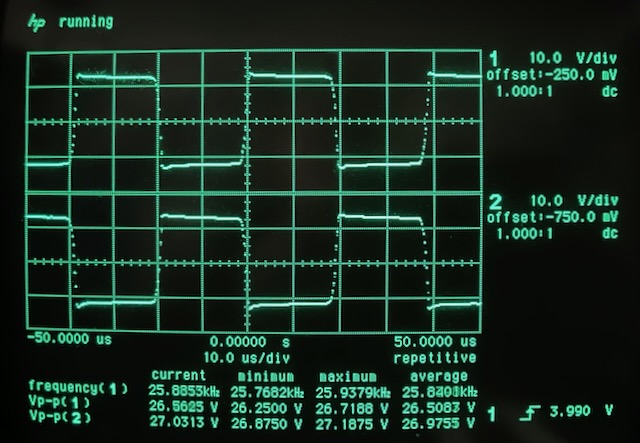 hp running
1 10.0 V/div
offset:-250.0 mV
1.000:1 dc
2 10.0 V/div
offset:-750.0 mV
1.000:1 dc
-50.0000 us 0.00000 s 50.0000 us
10.0 us/div repetitive
current minimum maximum average
frequency(1) 25.8853kHz 25.7682kHz 25.9379kHz 25.8408kHz
Vp-p(1) 26.5625 V 26.2500 V 26.7188 V 26.5083 V
Vp-p(2) 27.0313 V 26.8750 V 27.1875 V 26.9755 V
1 3.990 V